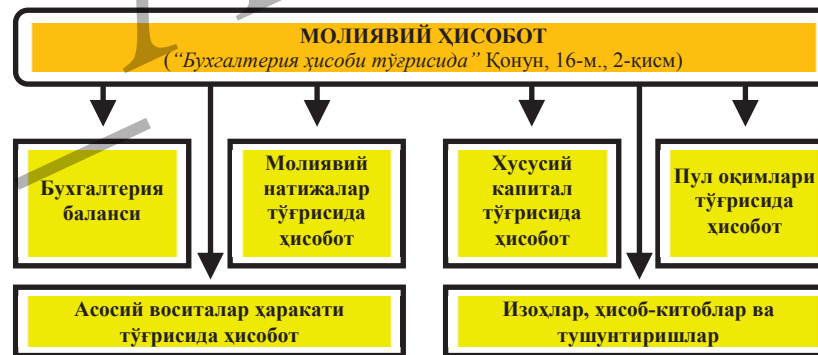 МОЛИЯВИЙ ҲИСОБОТ
(“Бухгалтерия ҳисоби тўғрисида” Қонун, 16-м., 2-қисм)
Бухгалтерия
баланси
Молиявий
натижалар
тўғрисида
ҳисобот
Хусусий
капитал
тўғрисида
ҳисобот
Пул оқимлари
тўғрисида
ҳисобот
Асосий воситалар ҳаракати
тўғрисида ҳисобот
Изоҳлар, ҳисоб-китоблар ва
тушунтиришлар